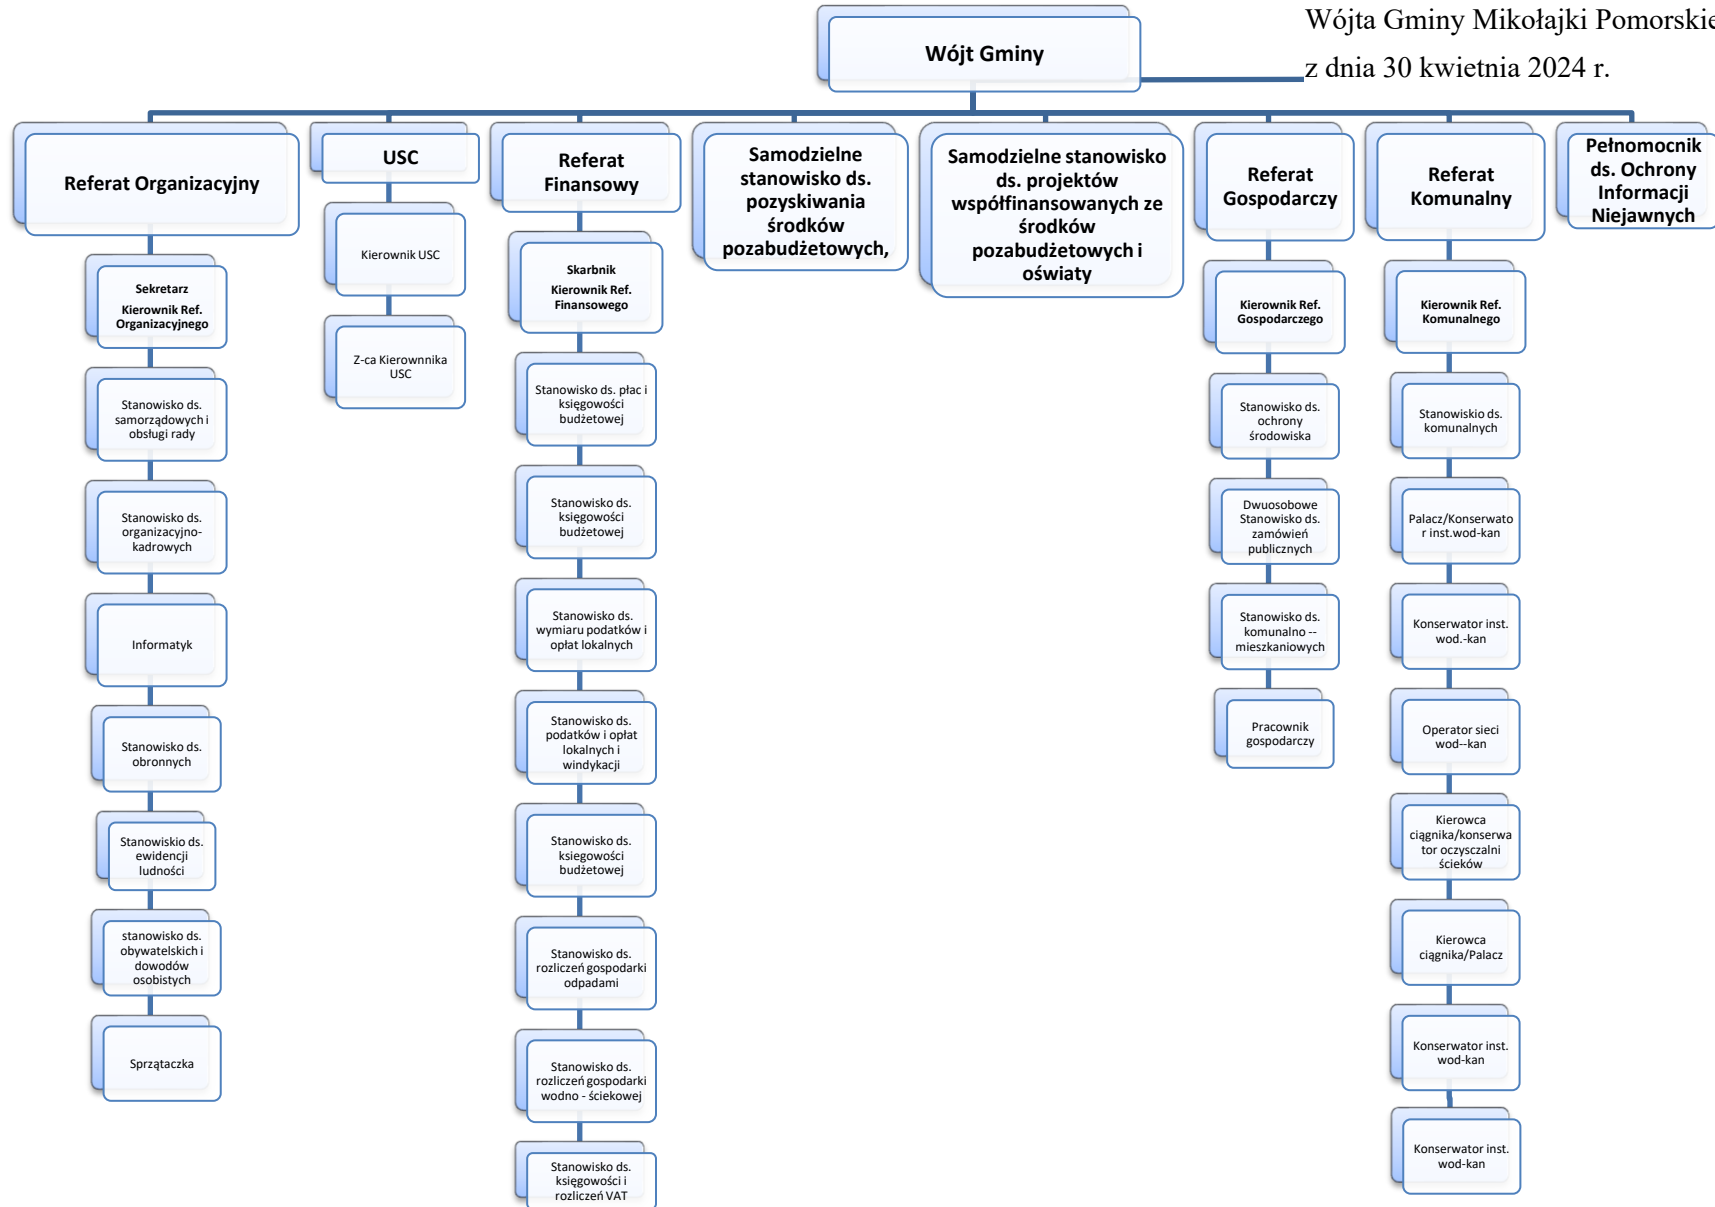 Wójta Gminy Mikołajki Pomorskie
z dnia 30 kwietnia 2024 r.
Wójt Gminy
Referat Organizacyjny
Sekretarz
Kierownik Ref.
Organizacyjnego
Stanowisko ds.
samorządowych i
obsługi rady
Stanowisko ds.
organizacyjno-
kadrowych
Informatyk
Stanowisko ds.
obronnych
Stanowiskio ds.
ewidencji
ludności
stanowisko ds.
obywatelskich i
dowodów
osobistych
Sprzątaczka
USC
Kierownik USC
Z-ca Kierownnika
USC
Referat
Finansowy
Skarbnik
Kierownik Ref.
Finansowego
Stanowisko ds. płac i
księgowości
budżetowej
Stanowisko ds.
księgowości
budżetowej
Stanowisko ds.
wymiaru podatków i
opłat lokalnych
Stanowisko ds.
podatków i opłat
lokalnych i
windykacji
Stanowisko ds.
ksiegowości
budżetowej
Stanowisko ds.
rozliczeń gospodarki
odpadami
Stanowisko ds.
rozliczeń gospodarki
wodno - ściekowej
Stanowisko ds.
księgowości i
rozliczeń VAT
Samodzielne
stanowisko ds.
pozyskiwania
środków
pozabudżetowych,
Samodzielne stanowisko
ds. projektów
współfinansowanych ze
środków
pozabudżetowych i
oświaty
Referat
Gospodarczy
Kierownik Ref.
Gospodarczego
Stanowisko ds.
ochrony
środowiska
Dwuosobowe
Stanowisko ds.
zamówień
publicznych
Stanowisko ds.
komunalno --
mieszkaniowych
Pracownik
gospodarczy
Referat
Komunalny
Kierownik Ref.
Komunalnego
Stanowiskio ds.
komunalnych
Palacz/Konserwato
r inst.wod-kan
Konserwator inst.
wod.-kan
Operator sieci
wod--kan
Kierowca
ciągnika/konserwa
tor oczysczalni
ścieków
Kierowca
ciągnika/Palacz
Konserwator inst.
wod-kan
Konserwator inst.
wod-kan
Pełnomocnik
ds. Ochrony
Informacji
Niejawnych